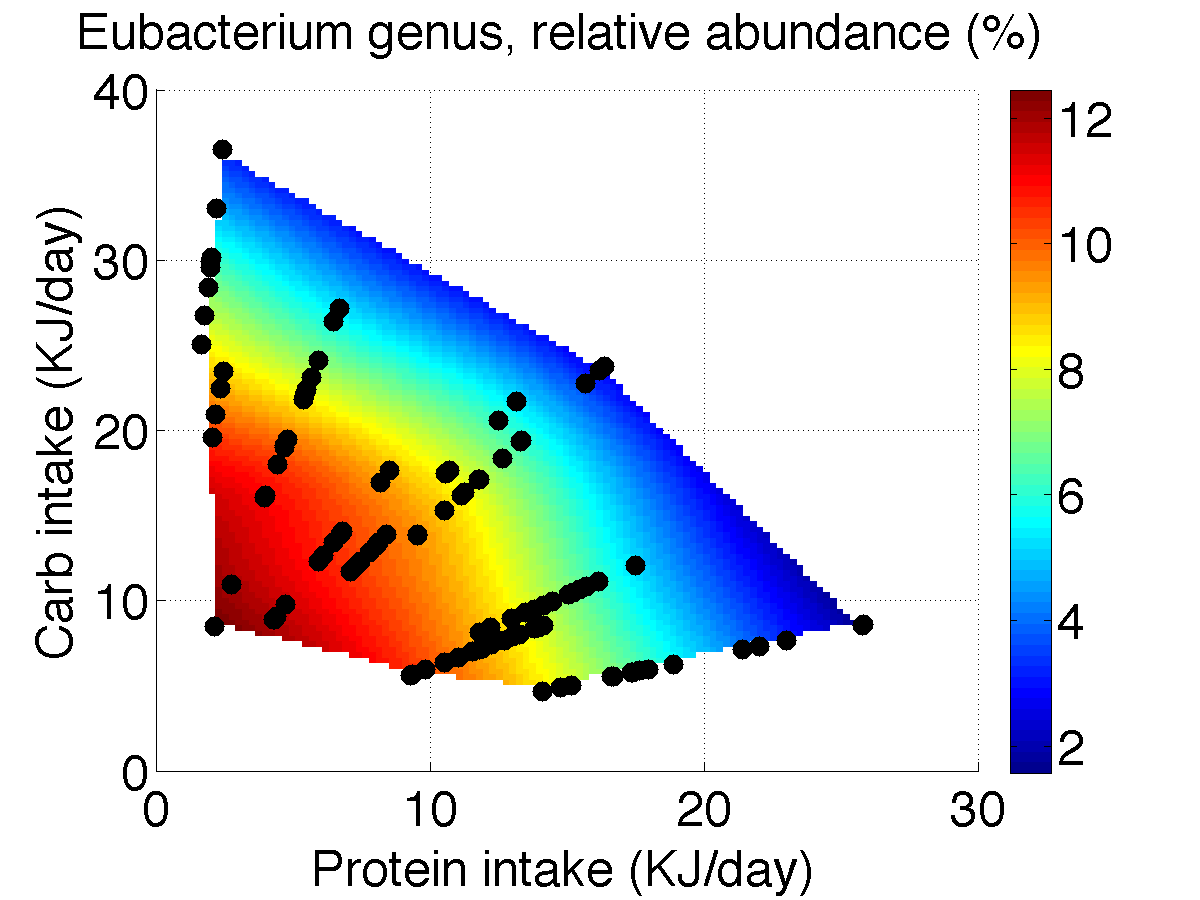 Eubacterium genus, relative abundance (%)
40
30
20
10
0
0 10 20 30
Carb intake (KJ/day)
Protein intake (KJ/day)
12
10
8
6
4
2